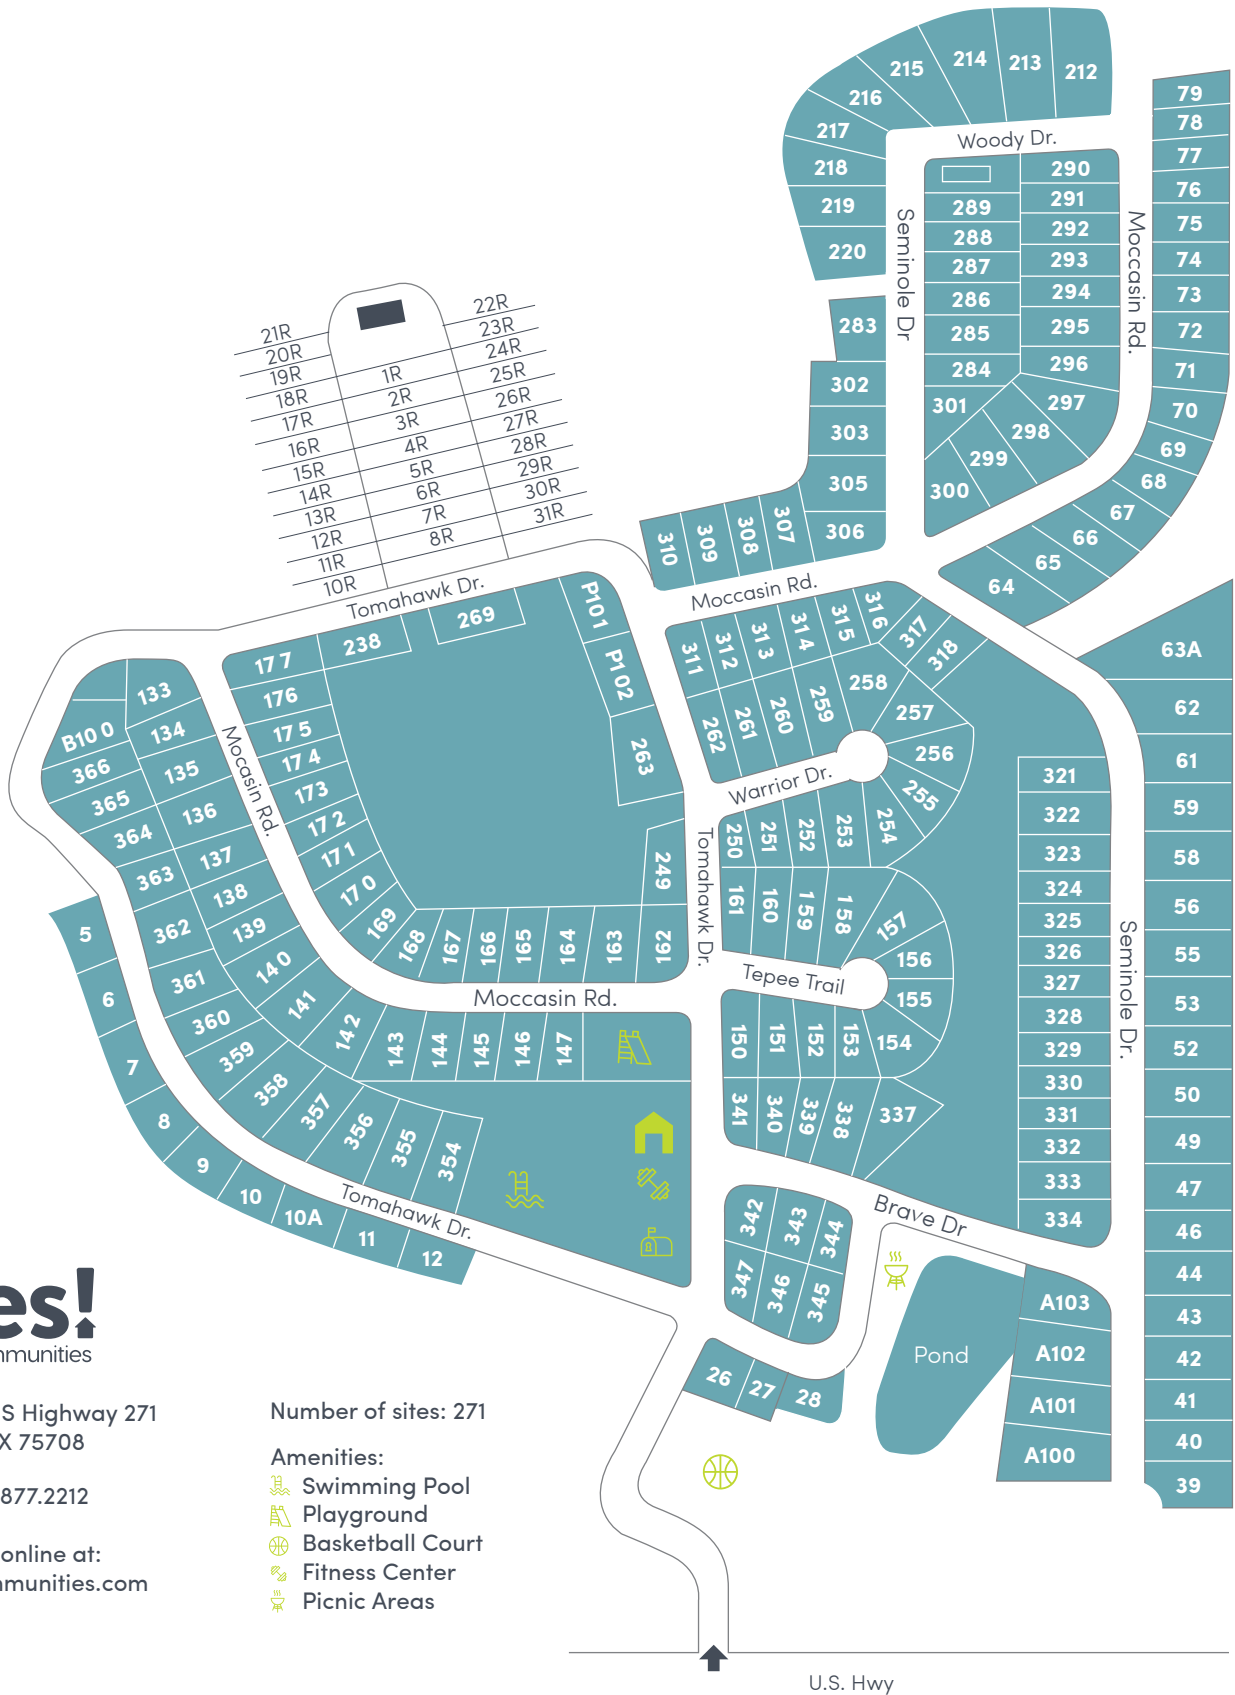 212
213
214
215
216
217
218
219
220
Woody Dr.
79
78
77
76
75
74
73
72
71
70
69
68
67
66
65
64
290
291
292
293
294
295
296
297
298
299
300
301
289
288
287
286
285
284
Seminole Dr
Moccasin Rd.
283
302
303
305
306
307
308
309
310
21R
20R
19R
18R
17R
16R
15R
14R
13R
12R
11R
10R
1R
2R
3R
4R
5R
6R
7R
8R
22R
23R
24R
25R
26R
27R
28R
29R
30R
31R
Tomahawk Dr.
Moccasin Rd.
177
238
269
P101
P102
263
249
176
175
174
173
172
171
170
169
168
167
166
165
164
163
162
Mocasin Rd.
133
134
135
136
137
138
139
140
141
142
143
144
145
146
147
Moccasin Rd.
B100
366
365
364
363
362
361
360
359
358
357
356
355
354
5
6
7
8
9
10
10A
11
12
Tomahawk Dr.
311
312
313
314
315
316
317
318
262
261
260
259
258
257
256
255
254
253
252
251
250
Warrior Dr.
Tomahawk Dr.
161
160
159
158
157
156
155
154
153
152
151
150
Tepee Trail
341
340
339
338
337
Brave Dr
342
343
344
347
346
345
26
27
28
Pond
321
322
323
324
325
326
327
328
329
330
331
332
333
334
Seminole Dr.
A103
A102
A101
A100
63A
62
61
59
58
56
55
53
52
50
49
47
46
44
43
42
41
40
39
es!
mmunities
S Highway 271
X 75708
877.2212
online at:
mmunities.com
Number of sites: 271
Amenities:
Swimming Pool
Playground
Basketball Court
Fitness Center
Picnic Areas
U.S. Hwy